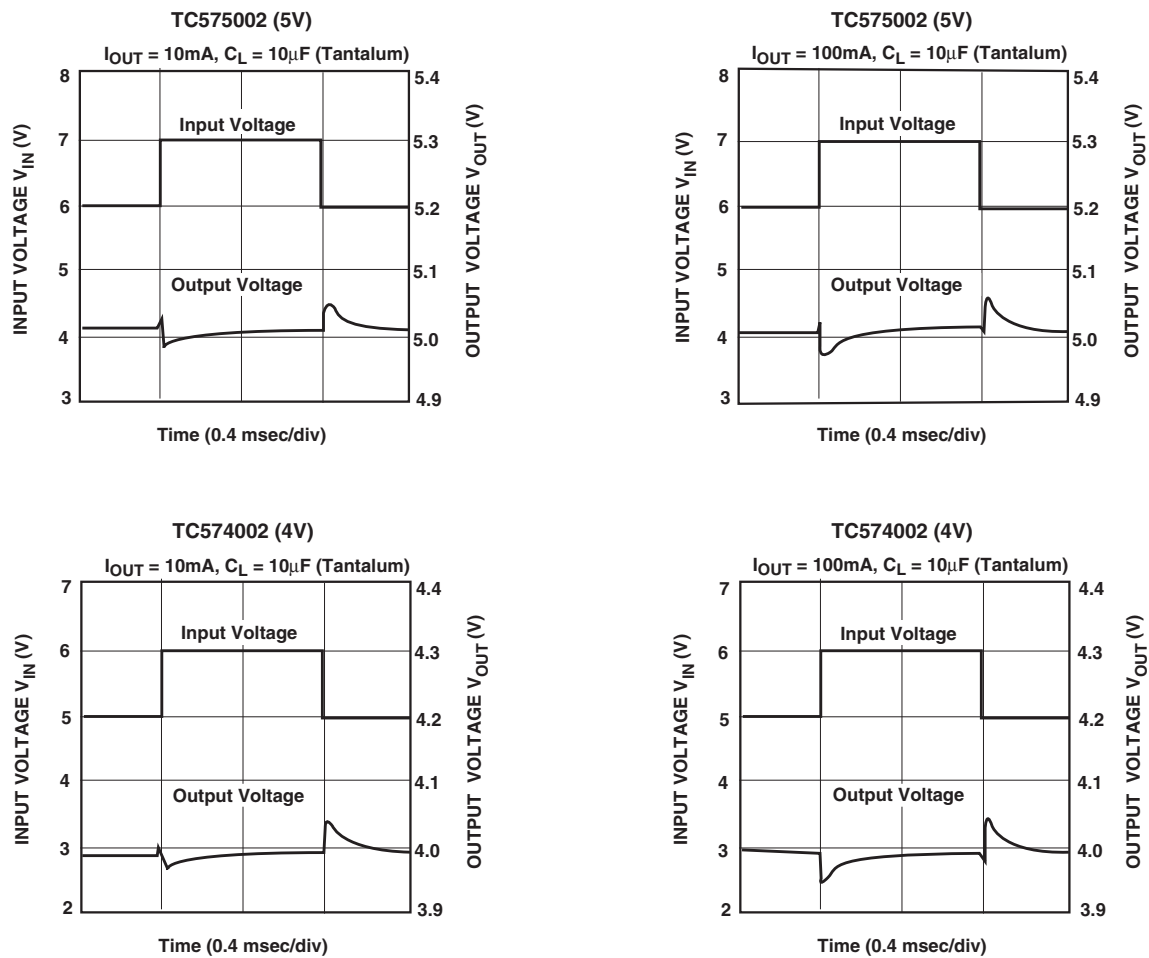 TC575002 (5V)
IOUT = 10mA, CL = 10μF (Tantalum)
8
7
6
5
4
3
INPUT VOLTAGE VIN (V)
Input Voltage
Output Voltage
5.4
5.3
5.2
5.1
5.0
4.9
OUTPUT VOLTAGE VOUT (V)
Time (0.4 msec/div)
TC575002 (5V)
IOUT = 100mA, CL = 10μF (Tantalum)
8
7
6
5
4
3
INPUT VOLTAGE VIN (V)
Input Voltage
Output Voltage
5.4
5.3
5.2
5.1
5.0
4.9
OUTPUT VOLTAGE VOUT (V)
Time (0.4 msec/div)
TC574002 (4V)
IOUT = 10mA, CL = 10μF (Tantalum)
7
6
5
4
3
2
INPUT VOLTAGE VIN (V)
Input Voltage
Output Voltage
4.4
4.3
4.2
4.1
4.0
3.9
OUTPUT VOLTAGE VOUT (V)
Time (0.4 msec/div)
TC574002 (4V)
IOUT = 100mA, CL = 10μF (Tantalum)
7
6
5
4
3
2
INPUT VOLTAGE VIN (V)
Input Voltage
Output Voltage
4.4
4.3
4.2
4.1
4.0
3.9
OUTPUT VOLTAGE VOUT (V)
Time (0.4 msec/div)